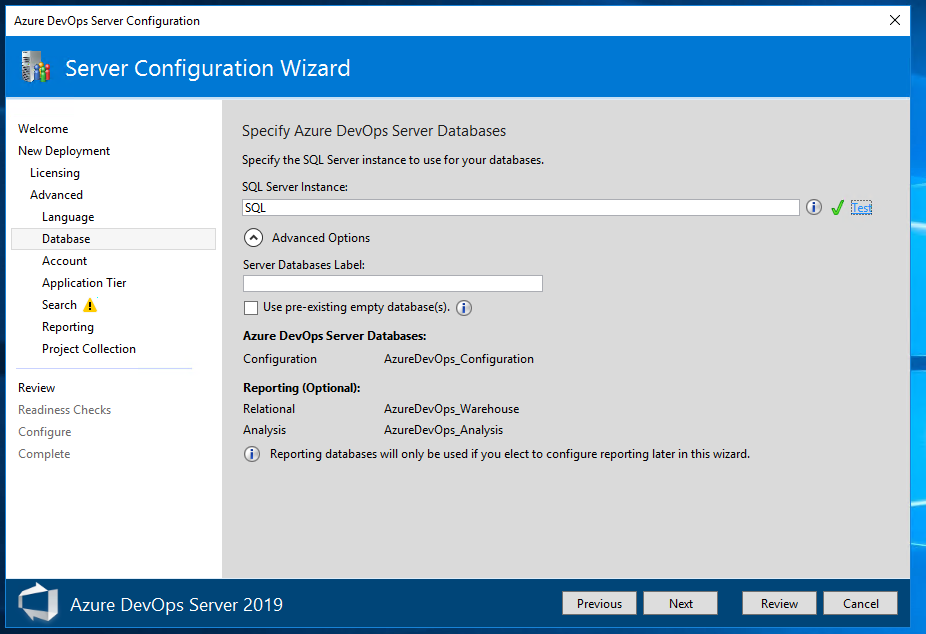 Azure DevOps Server Configuration
Server Configuration Wizard
Welcome
New Deployment
Licensing
Advanced
Language
Database
Account
Application Tier
Search
Reporting
Project Collection
Review
Readiness Checks
Configure
Complete
Specify Azure DevOps Server Databases
Specify the SQL Server instance to use for your databases.
SQL Server Instance:
SQL
Test
Advanced Options
Server Databases Label:
Use pre-existing empty database(s).
Azure DevOps Server Databases:
Configuration AzureDevOps_Configuration
Reporting (Optional):
Relational AzureDevOps_Warehouse
Analysis AzureDevOps_Analysis
Reporting databases will only be used if you elect to configure reporting later in this wizard.
Azure DevOps Server 2019
Previous Next Review Cancel